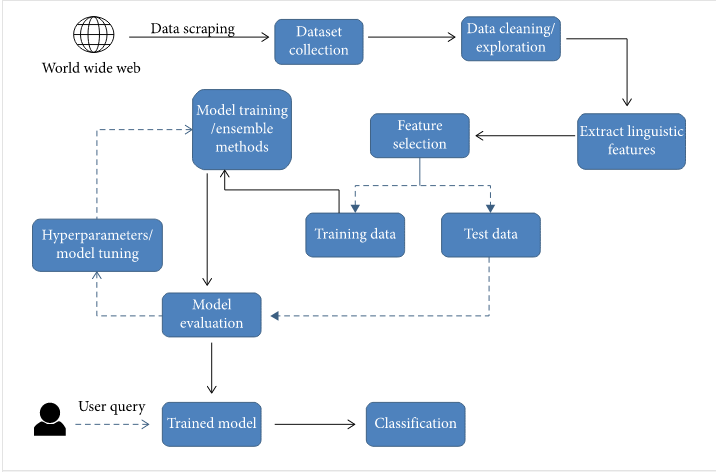 Data scraping
World wide web
Dataset
collection
Data cleaning/
exploration
Model training
/ensemble
methods
Feature
selection
Extract linguistic
features
Hyperparameters/
model tuning
Training data
Test data
Model
evaluation
User query
Trained model
Classification